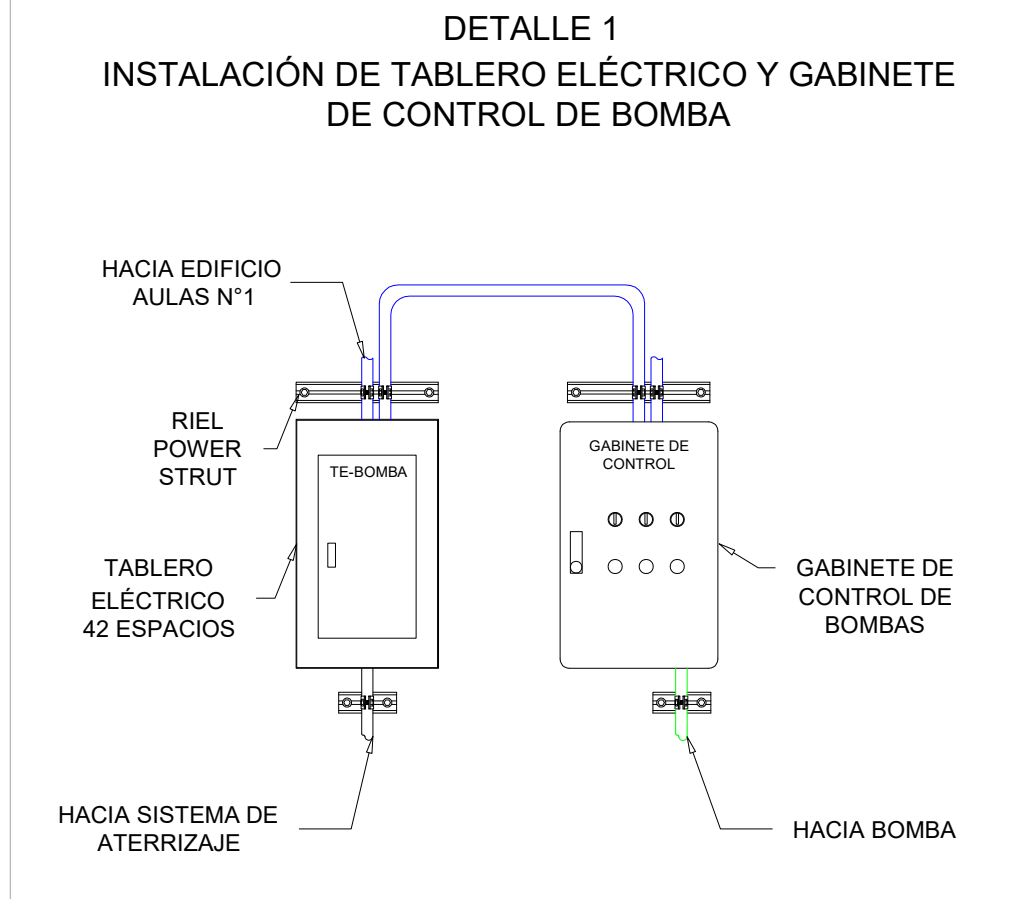 DETALLE 1
INSTALACIÓN DE TABLERO ELÉCTRICO Y GABINETE
DE CONTROL DE BOMBA
HACIA EDIFICIO
AULAS N°1
RIEL
POWER
STRUT
TE-BOMBA
GABINETE DE
CONTROL
TABLERO
ELÉCTRICO
42 ESPACIOS
GABINETE DE
CONTROL DE
BOMBAS
HACIA SISTEMA DE
ATERRIZAJE
HACIA BOMBA